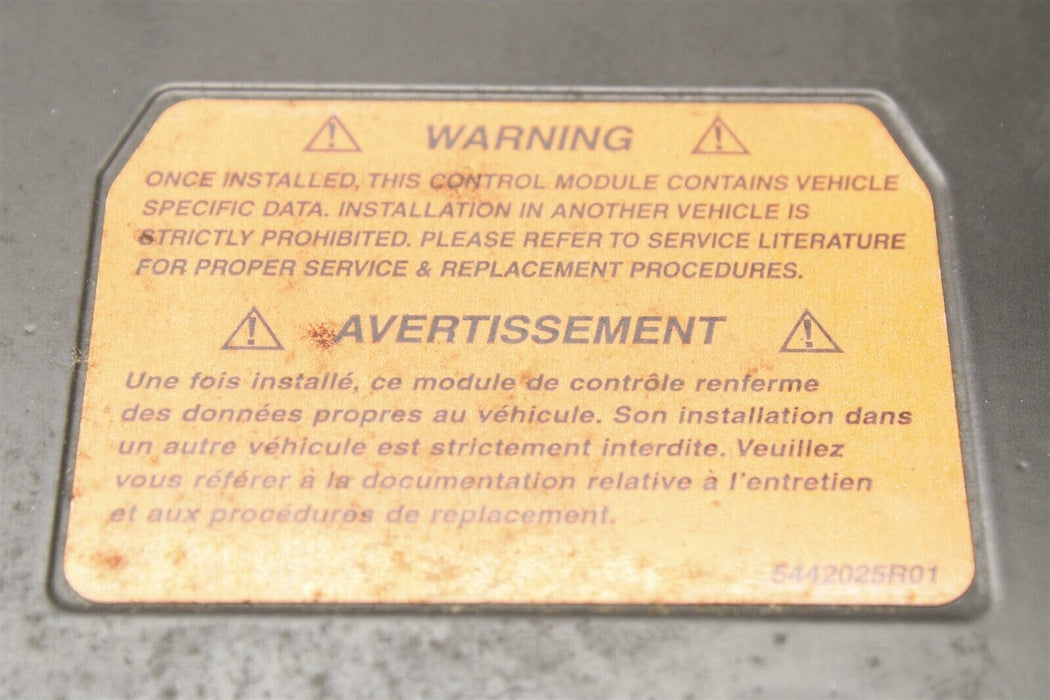 WARNING
ONCE INSTALLED, THIS CONTROL MODULE CONTAINS VEHICLE
SPECIFIC DATA. INSTALLATION IN ANOTHER VEHICLE IS
STRICTLY PROHIBITED. PLEASE REFER TO SERVICE LITERATURE
FOR PROPER SERVICE & REPLACEMENT PROCEDURES.
AVERTISSEMENT
Une fois installé, ce module de contrôle renferme
des données propres au véhicule. Son installation dans
un autre véhicule est strictement interdite. Veuillez
vous référer à la documentation relative à l'entretien
et aux procédures de replacement.
5442025R01